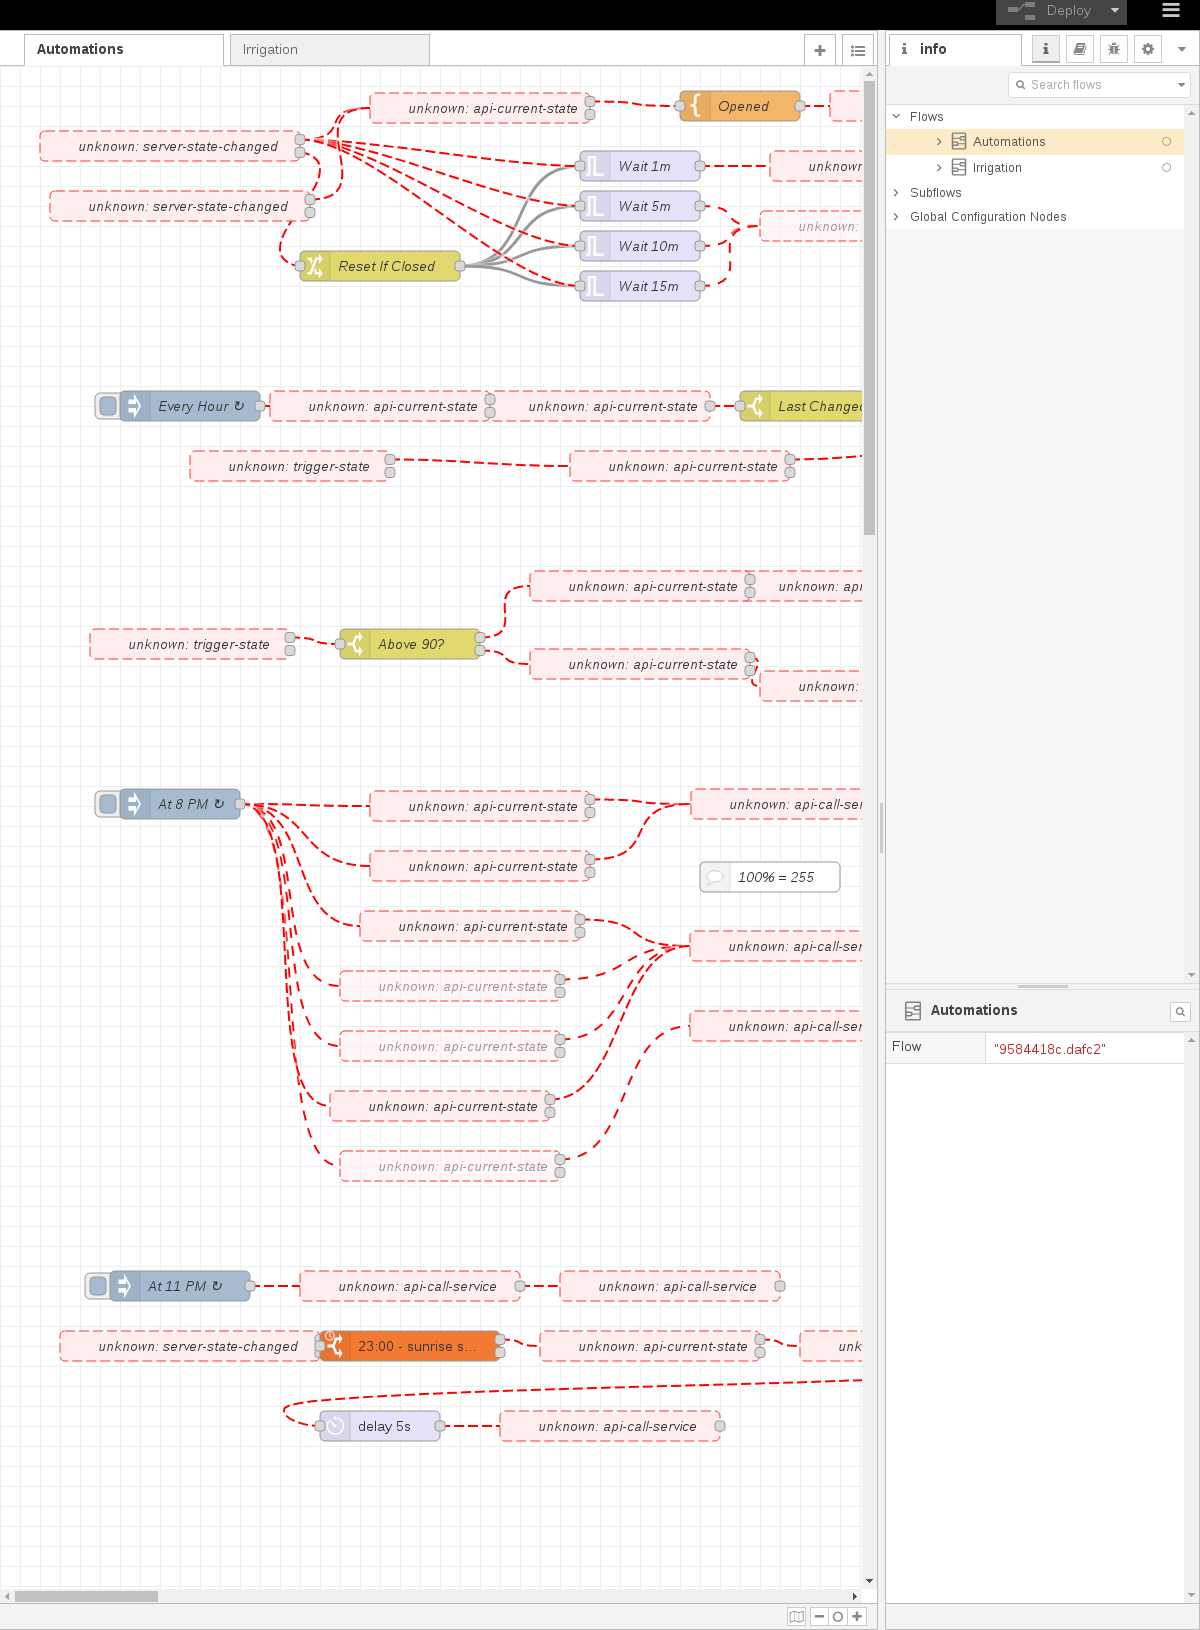 Deploy
Automations
Irrigation
info
Search flows
Flows
Automations
Irrigation
Subflows
Global Configuration Nodes
unknown: api-current-state
Opened
unknown: server-state-changed
Wait 1m
unknown
unknown: server-state-changed
Wait 5m
unknown:
Wait 10m
Reset If Closed
Wait 15m
Every Hour ↻
unknown: api-current-state
unknown: api-current-state
Last Changed
unknown: trigger-state
unknown: api-current-state
unknown: api-current-state
unknown: api
unknown: trigger-state
Above 90?
unknown: api-current-state
unknown:
At 8 PM ↻
unknown: api-current-state
unknown: api-call-ser
unknown: api-current-state
100% = 255
unknown: api-current-state
unknown: api-call-ser
unknown: api-current-state
unknown: api-call-ser
unknown: api-current-state
unknown: api-current-state
unknown: api-current-state
At 11 PM ↻
unknown: api-call-service
unknown: api-call-service
unknown: server-state-changed
23:00 - sunrise s...
unknown: api-current-state
unk
delay 5s
unknown: api-call-service
Automations
Flow
"9584418c.dafc2"